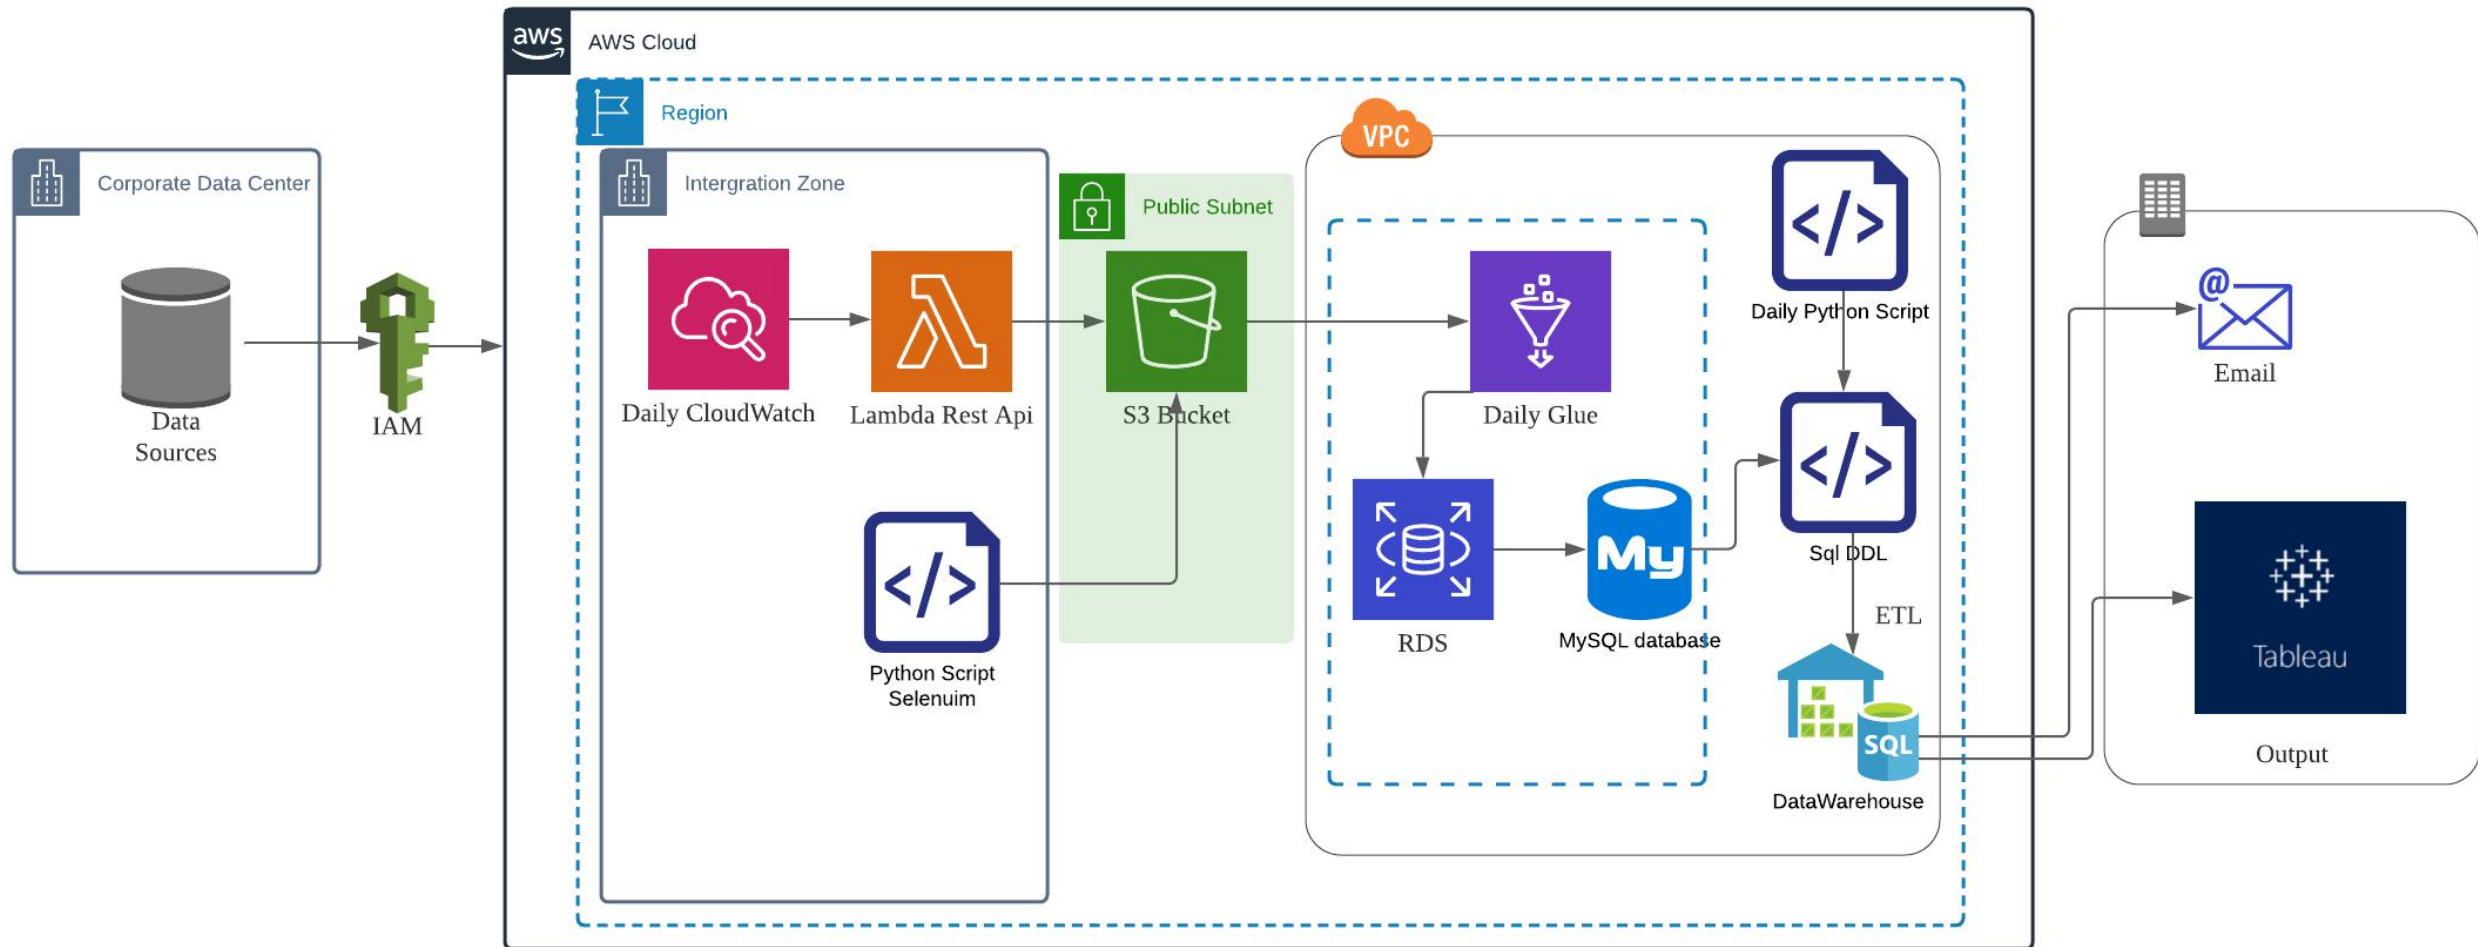 aws
AWS Cloud
Region
VPC
Corporate Data Center
Intergration Zone
Public Subnet
Daily Python Script
Data
Sources
IAM
Daily CloudWatch
Lambda Rest Api
S3 Bucket
Daily Glue
@
Email
</>
</>
</>
My
Sql DDL
ETL
Python Script
Selenuim
RDS
MySQL database
SQL
DataWarehouse
Tableau
Output